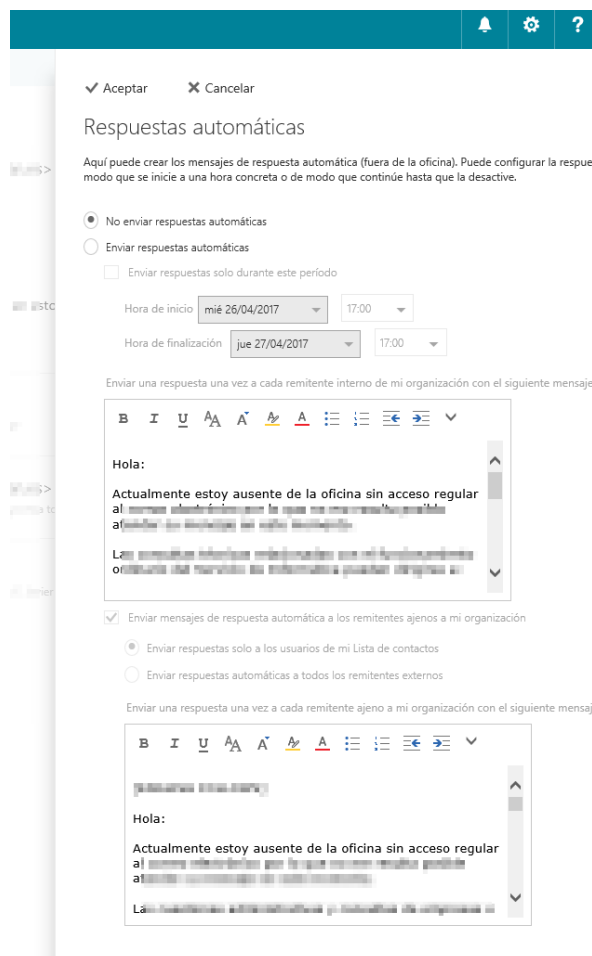 ?
Aceptar
Cancelar
Respuestas automáticas
Aquí puede crear los mensajes de respuesta automática (fuera de la oficina). Puede configurar la respue
modo que se inicie a una hora concreta o de modo que continúe hasta que la desactive.
No enviar respuestas automáticas
Enviar respuestas automáticas
Enviar respuestas solo durante este período
Hora de inicio mié 26/04/2017 17:00
Hora de finalización jue 27/04/2017 17:00
Enviar una respuesta una vez a cada remitente interno de mi organización con el siguiente mensaje
B I U AA A A
Hola:
Actualmente estoy ausente de la oficina sin acceso regular
al
Enviar mensajes de respuesta automática a los remitentes ajenos a mi organización
Enviar respuestas solo a los usuarios de mi Lista de contactos
Enviar respuestas automáticas a todos los remitentes externos
Enviar una respuesta una vez a cada remitente ajeno a mi organización con el siguiente mensaj
B I U AA A A
Hola:
Actualmente estoy ausente de la oficina sin acceso regular
al